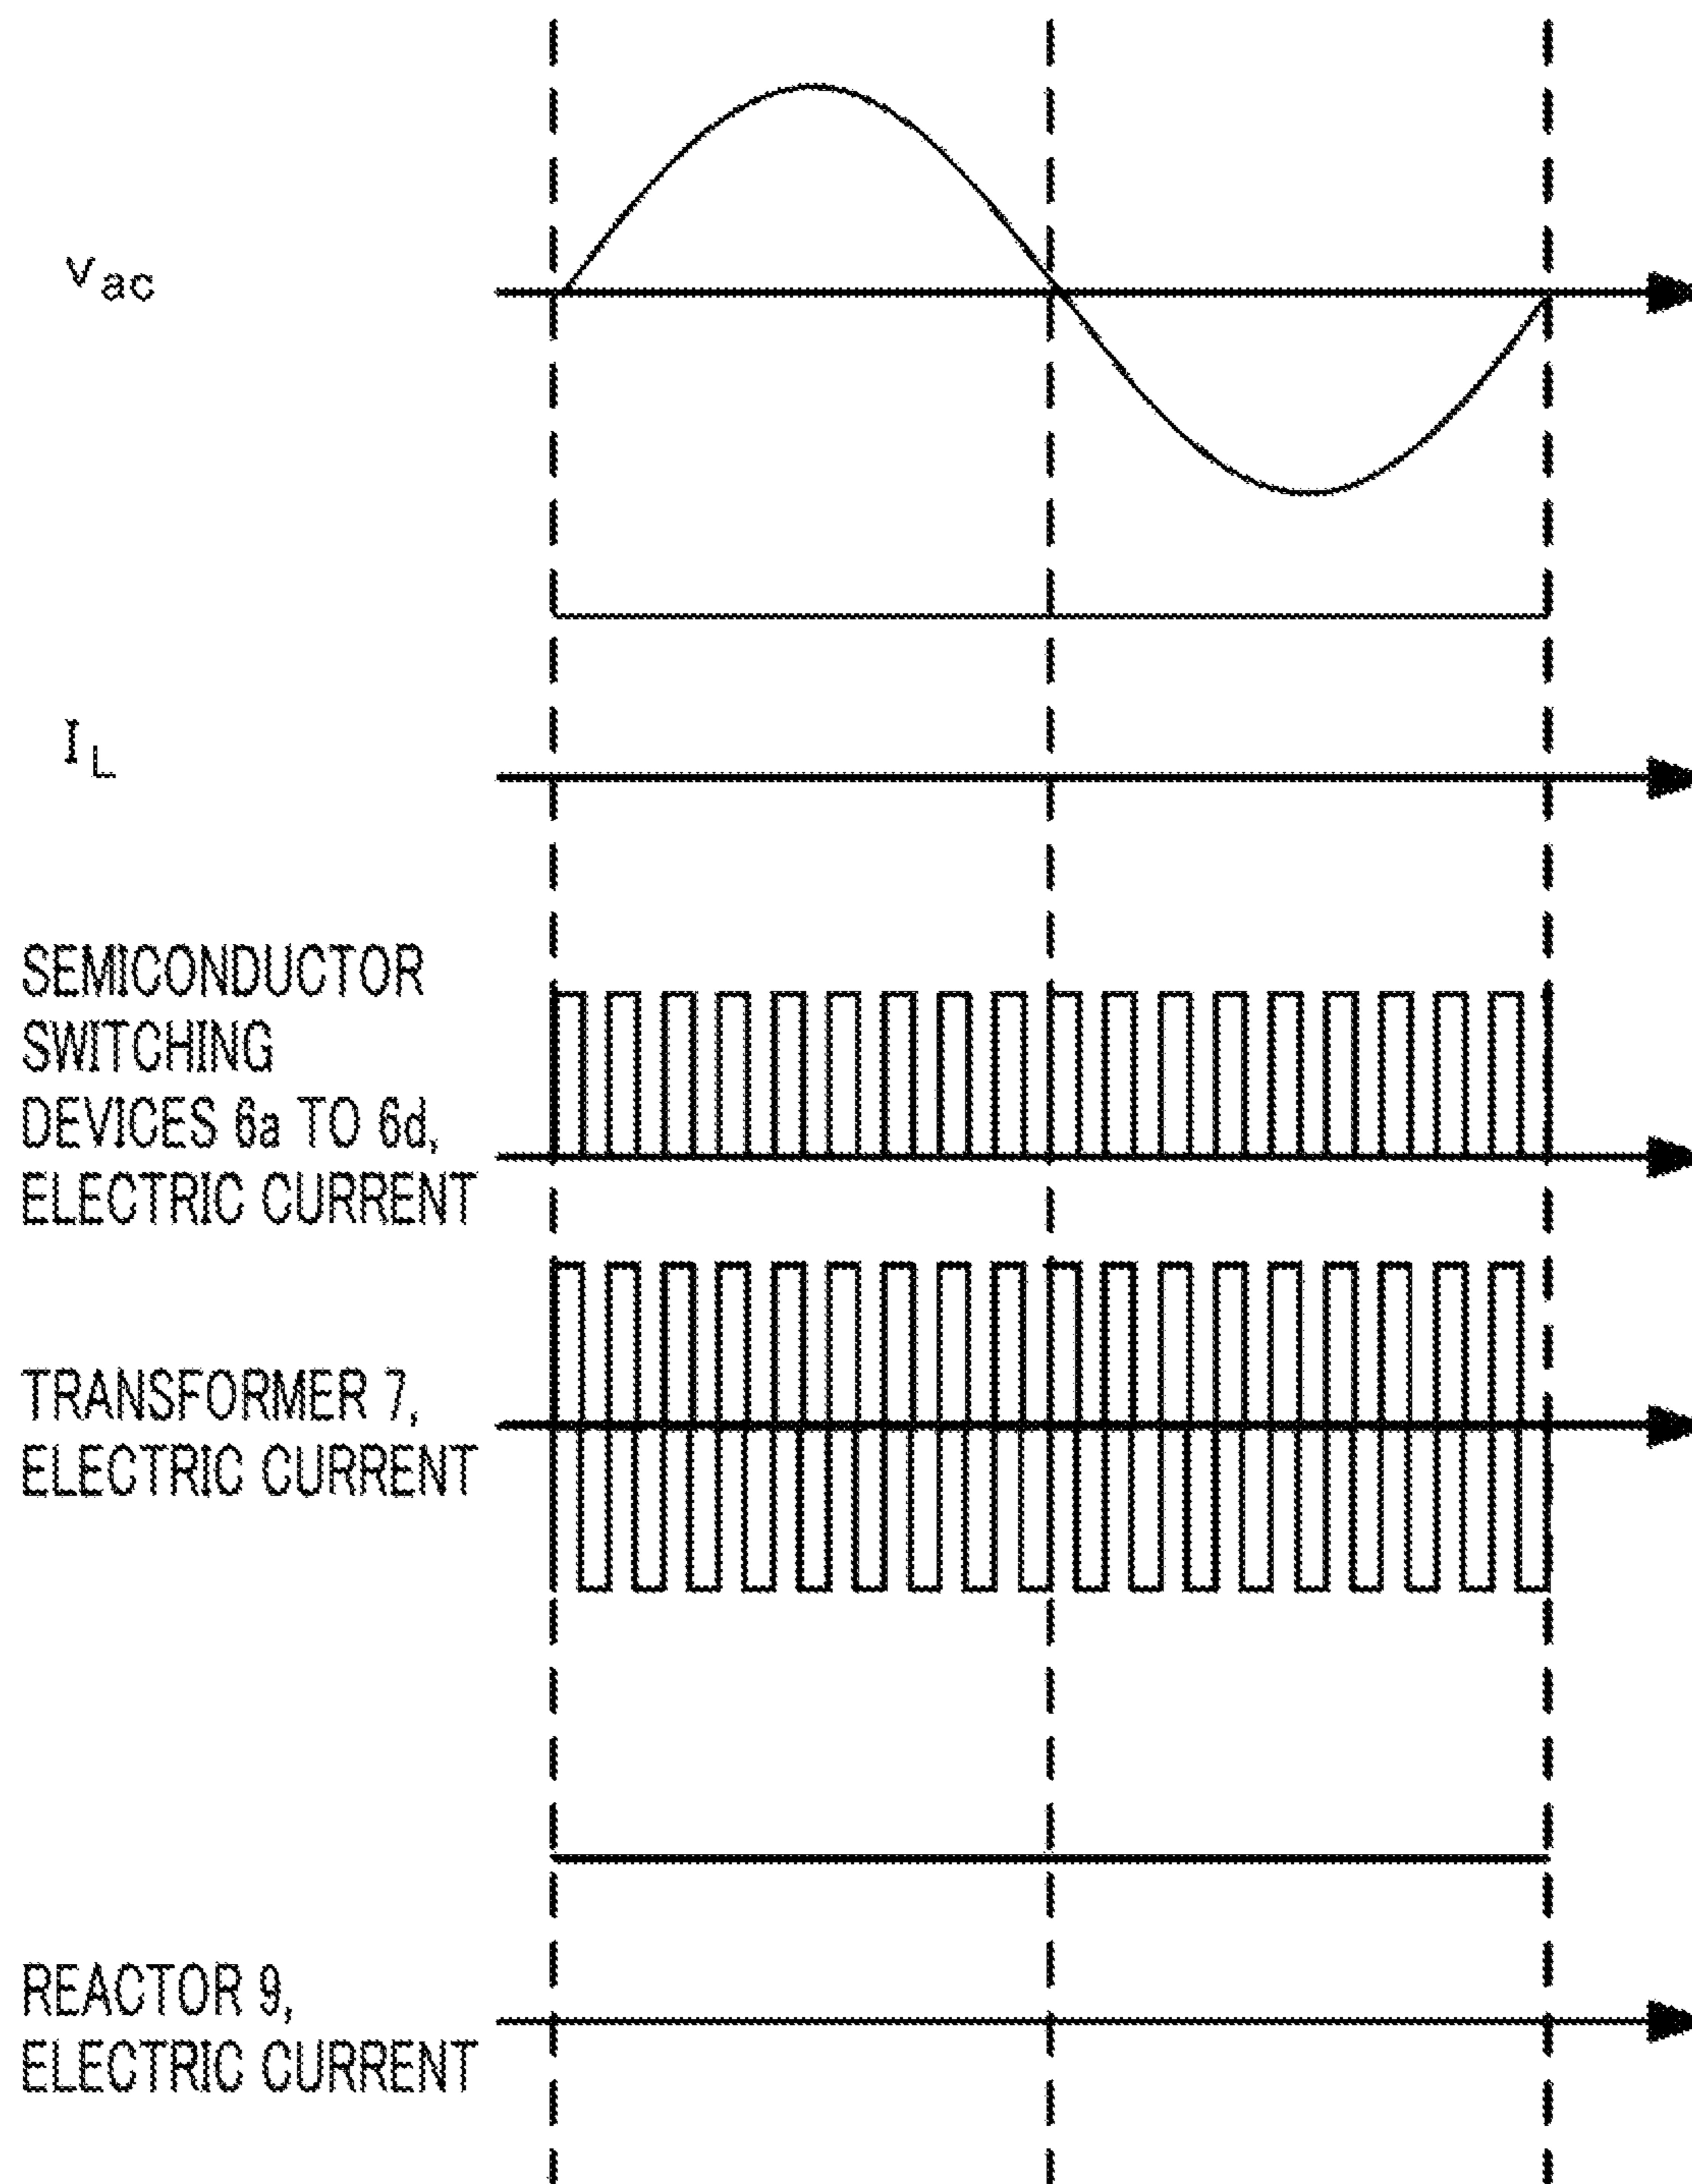 vac
IL
SEMICONDUCTOR
SWITCHING
DEVICES 6a TO 6d,
ELECTRIC CURRENT
TRANSFORMER 7,
ELECTRIC CURRENT
REACTOR 9,
ELECTRIC CURRENT